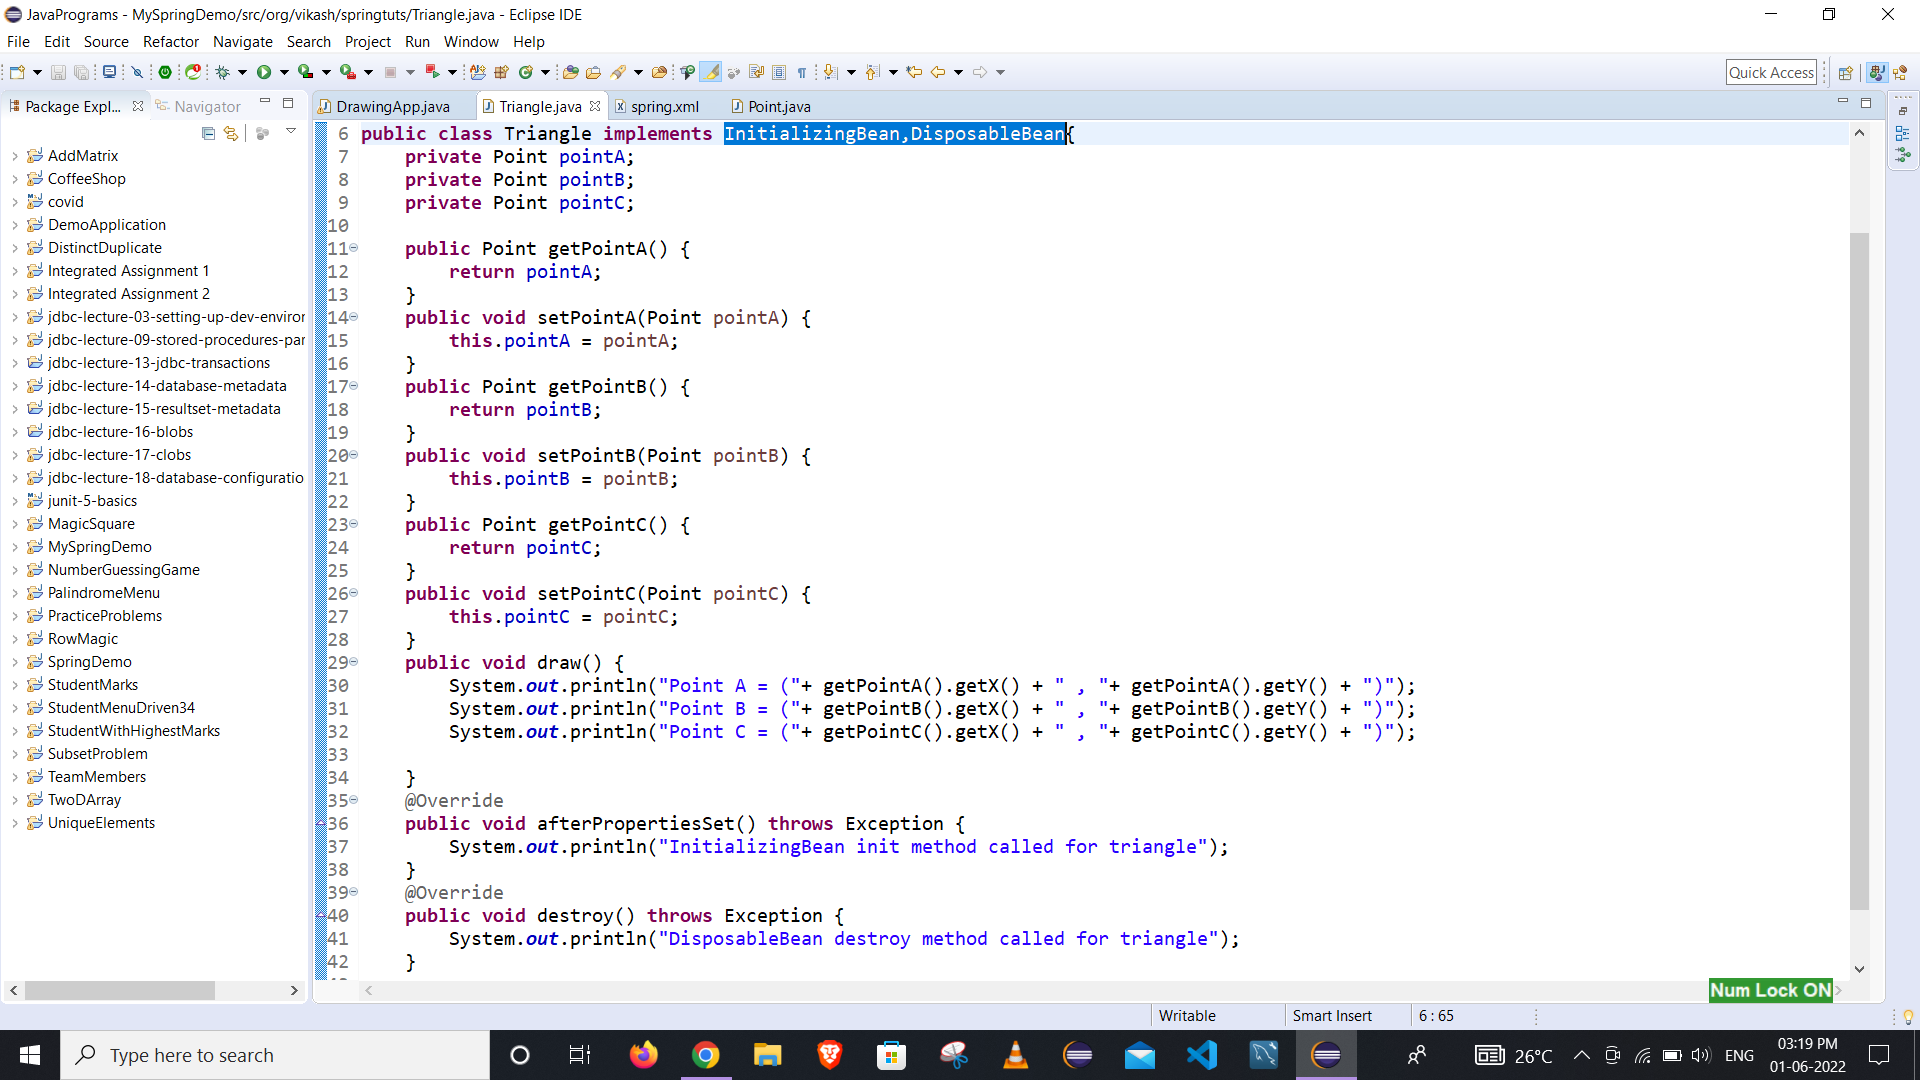 JavaPrograms - MySpringDemo/src/org/vikash/springtuts/Triangle.java - Eclipse IDE
File Edit Source Refactor Navigate Search Project Run Window Help
Quick Access
Package Expl... Navigator
DrawingApp.java Triangle.java spring.xml Point.java
AddMatrix
CoffeeShop
covid
DemoApplication
DistinctDuplicate
Integrated Assignment 1
Integrated Assignment 2
jdbc-lecture-03-setting-up-dev-enviror
jdbc-lecture-09-stored-procedures-par
jdbc-lecture-13-jdbc-transactions
jdbc-lecture-14-database-metadata
jdbc-lecture-15-resultset-metadata
jdbc-lecture-16-blobs
jdbc-lecture-17-clobs
jdbc-lecture-18-database-configuratio
junit-5-basics
MagicSquare
MySpringDemo
NumberGuessingGame
PalindromeMenu
PracticeProblems
RowMagic
SpringDemo
StudentMarks
StudentMenuDriven34
StudentWithHighestMarks
SubsetProblem
TeamMembers
TwoDArray
UniqueElements
6 public class Triangle implements InitializingBean,DisposableBean{
7     private Point pointA;
8     private Point pointB;
9     private Point pointC;
10
11     public Point getPointA() {
12         return pointA;
13     }
14     public void setPointA(Point pointA) {
15         this.pointA = pointA;
16     }
17     public Point getPointB() {
18         return pointB;
19     }
20     public void setPointB(Point pointB) {
21         this.pointB = pointB;
22     }
23     public Point getPointC() {
24         return pointC;
25     }
26     public void setPointC(Point pointC) {
27         this.pointC = pointC;
28     }
29     public void draw() {
30         System.out.println("Point A = ("+ getPointA().getX() + " , "+ getPointA().getY() + ")");
31         System.out.println("Point B = ("+ getPointB().getX() + " , "+ getPointB().getY() + ")");
32         System.out.println("Point C = ("+ getPointC().getX() + " , "+ getPointC().getY() + ")");
33
34     }
35     @Override
36     public void afterPropertiesSet() throws Exception {
37         System.out.println("InitializingBean init method called for triangle");
38     }
39     @Override
40     public void destroy() throws Exception {
41         System.out.println("DisposableBean destroy method called for triangle");
42     }
Num Lock ON
Writable Smart Insert 6 : 65
Type here to search
26°C ENG 03:19 PM
01-06-2022